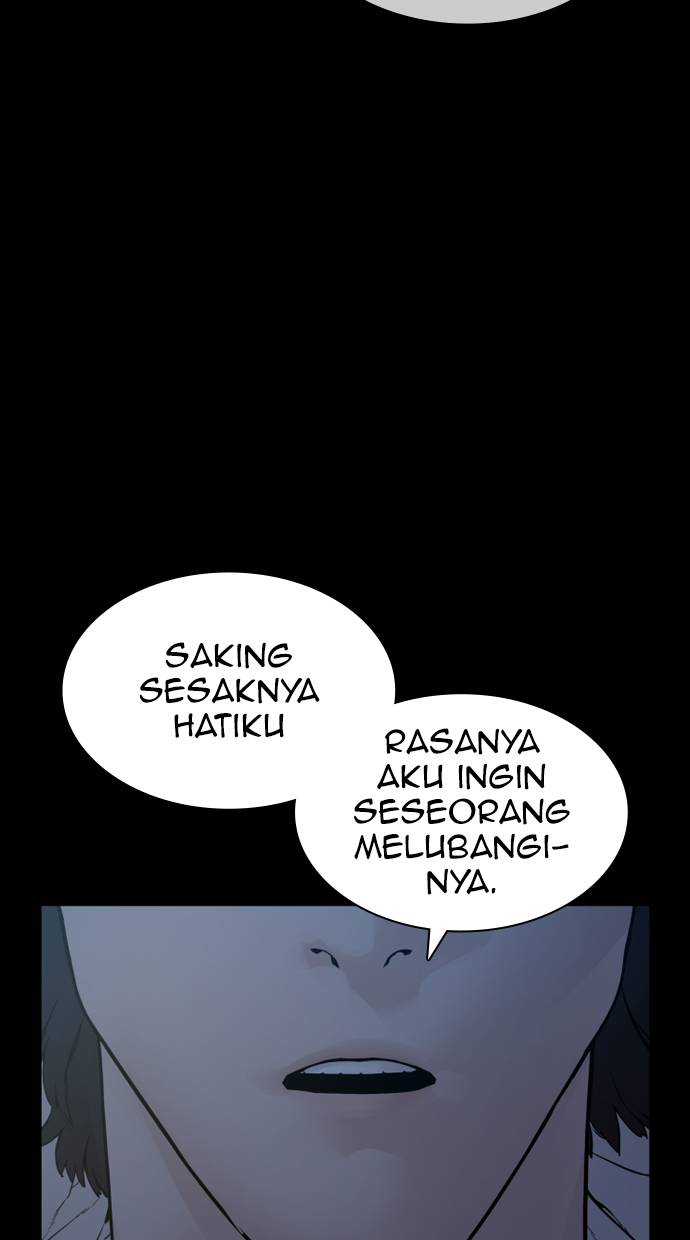 SAKING
SESAKNYA
HATIKU
RASANYA
AKU INGIN
SESEORANG
MELUBANGI-
NYA.